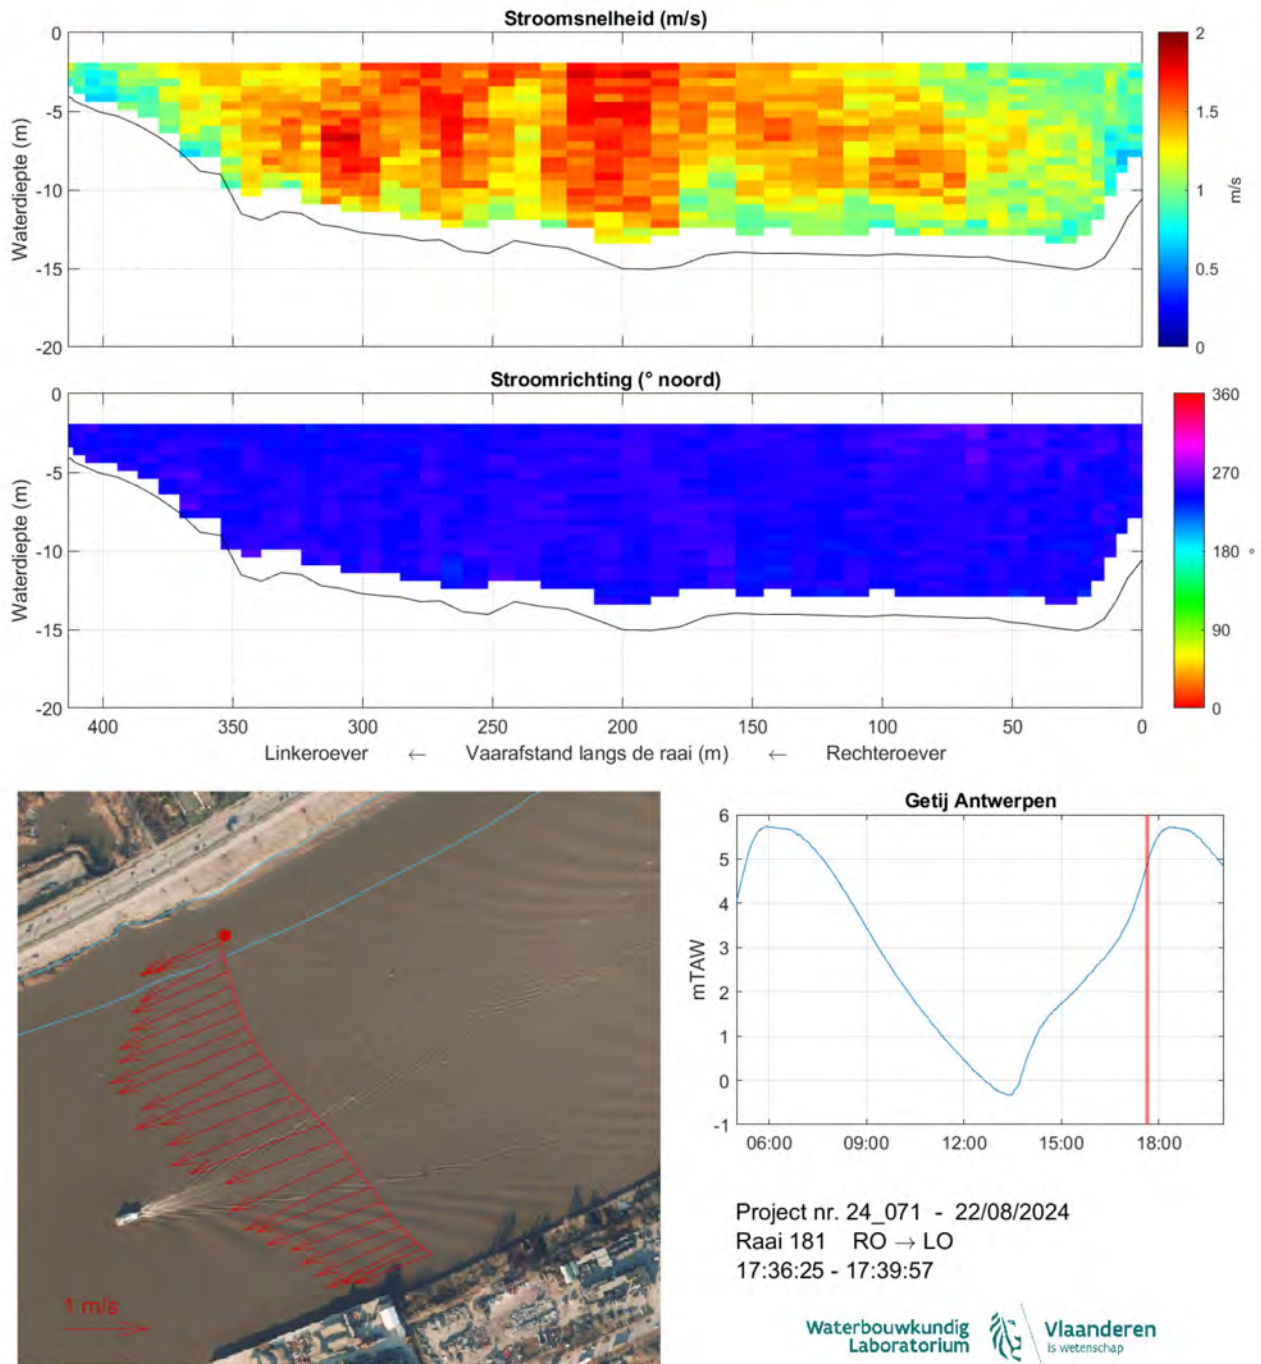 Stroomsnelheid (m/s)
0
-5
-10
-15
-20
Waterdiepte (m)
2
1.5
1
0.5
0
m/s
Stroomrichting (° noord)
0
-5
-10
-15
-20
Waterdiepte (m)
360
270
180
90
0
°
400 350 300 250 200 150 100 50 0
Linkeroever ← Vaarafstand langs de raai (m) ← Rechteroever
1 m/s
Getij Antwerpen
6
5
4
3
2
1
0
-1
mTAW
06:00 09:00 12:00 15:00 18:00
Project nr. 24_071 - 22/08/2024
Raai 181 RO → LO
17:36:25 - 17:39:57
Waterbouwkundig
Laboratorium
Vlaanderen
is wetenschap